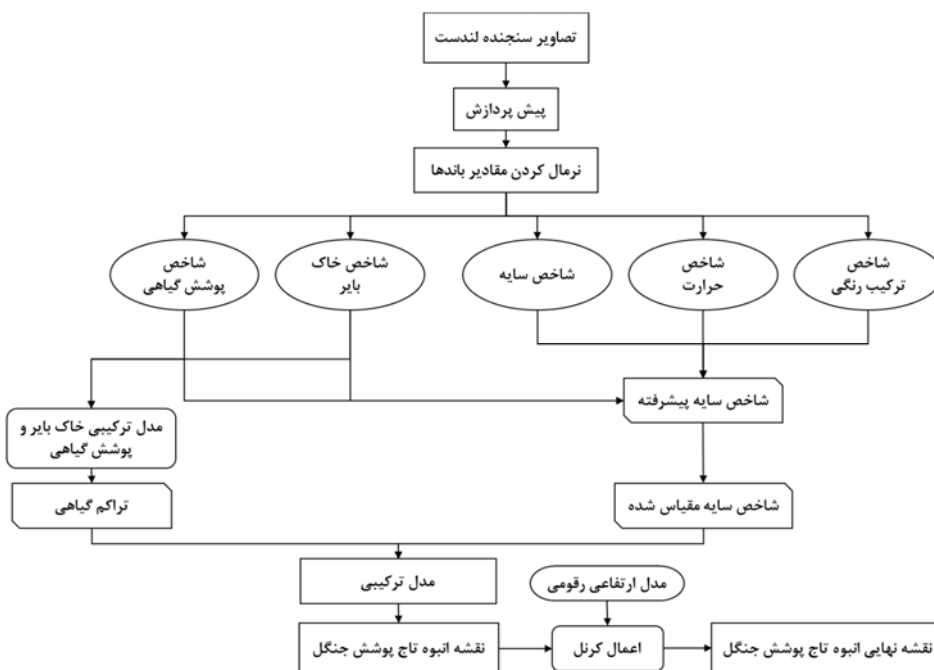 تصاویر سنجنده لندست
پیش پردازش
نرمال کردن مقادیر باندها
شاخص ترکیب رنگی
شاخص حرارت
شاخص سایه
شاخص خاک بایر
شاخص پوشش گیاهی
شاخص سایه پیشرفته
مدل ترکیبی خاک بایر و
پوشش گیاهی
شاخص سایه مقیاس شده
تراکم گیاهی
مدل ترکیبی
مدل ارتفاعی رقومی
نقشه انبوه تاج پوشش جنگل
اعمال کرنل
نقشه نهایی انبوه تاج پوشش جنگل